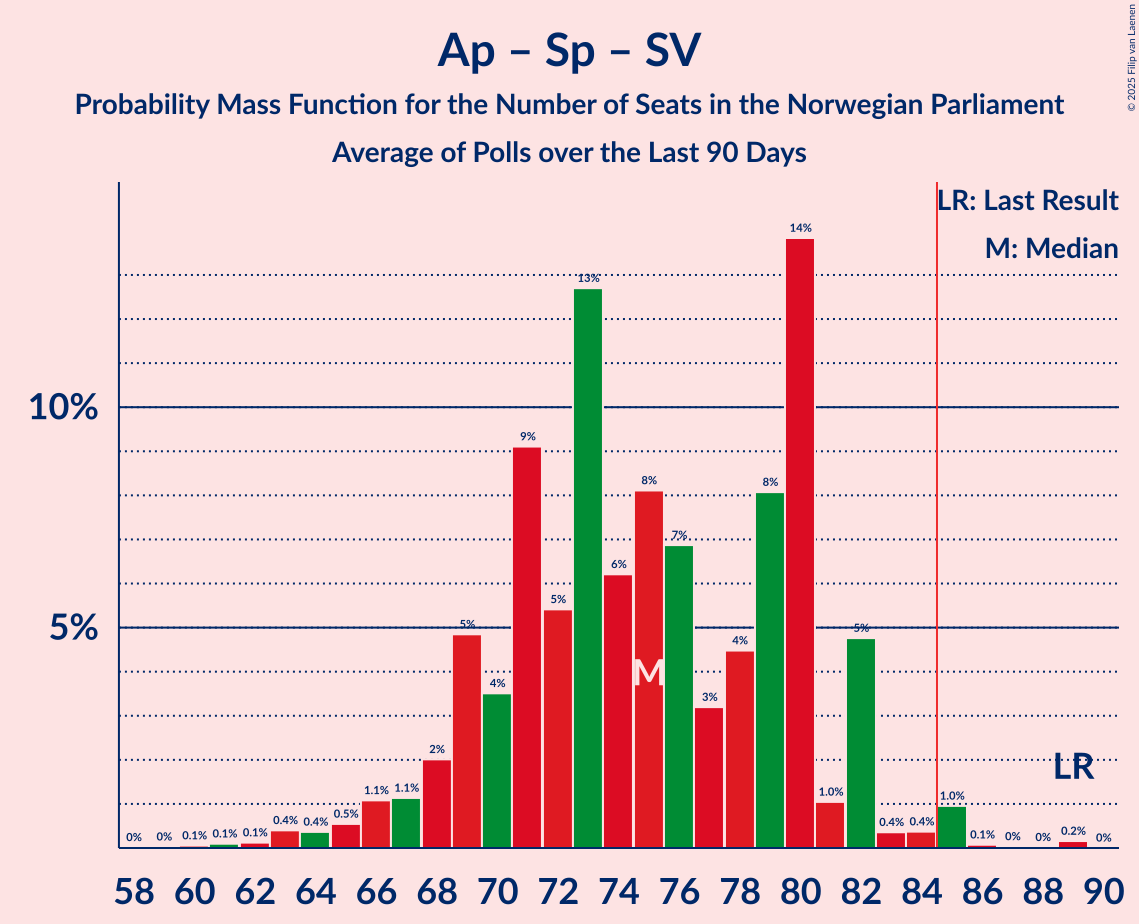 Ap – Sp – SV
Probability Mass Function for the Number of Seats in the Norwegian Parliament
Average of Polls over the Last 90 Days
© 2025 Filip van Laenen
LR: Last Result
M: Median
10%
5%
0% 0% 0.1% 0.1% 0.1% 0.4% 0.4% 0.5% 1.1% 1.1% 2% 5% 4% 9% 5% 13% 6% 8% 7% 3% 4% 8% 14% 1.0% 5% 0.4% 0.4% 1.0% 0.1% 0% 0% 0.2% 0%
M
LR
58 60 62 64 66 68 70 72 74 76 78 80 82 84 86 88 90